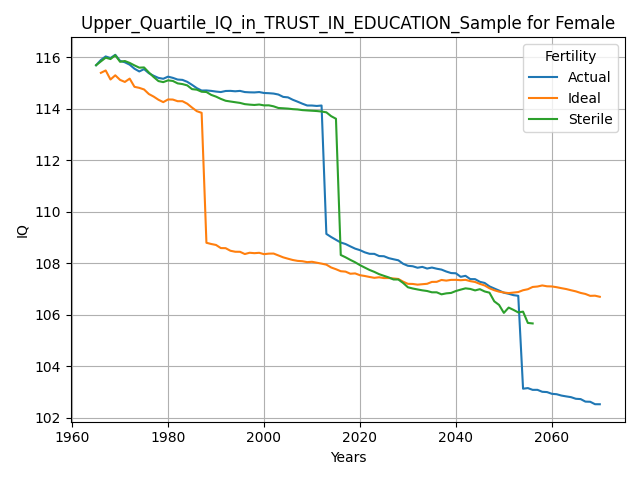 Upper_Quartile_IQ_in_TRUST_IN_EDUCATION_Sample for Female
Fertility
Actual
Ideal
Sterile
116
114
112
110
108
106
104
102
IQ
1960
1980
2000
2020
2040
2060
Years